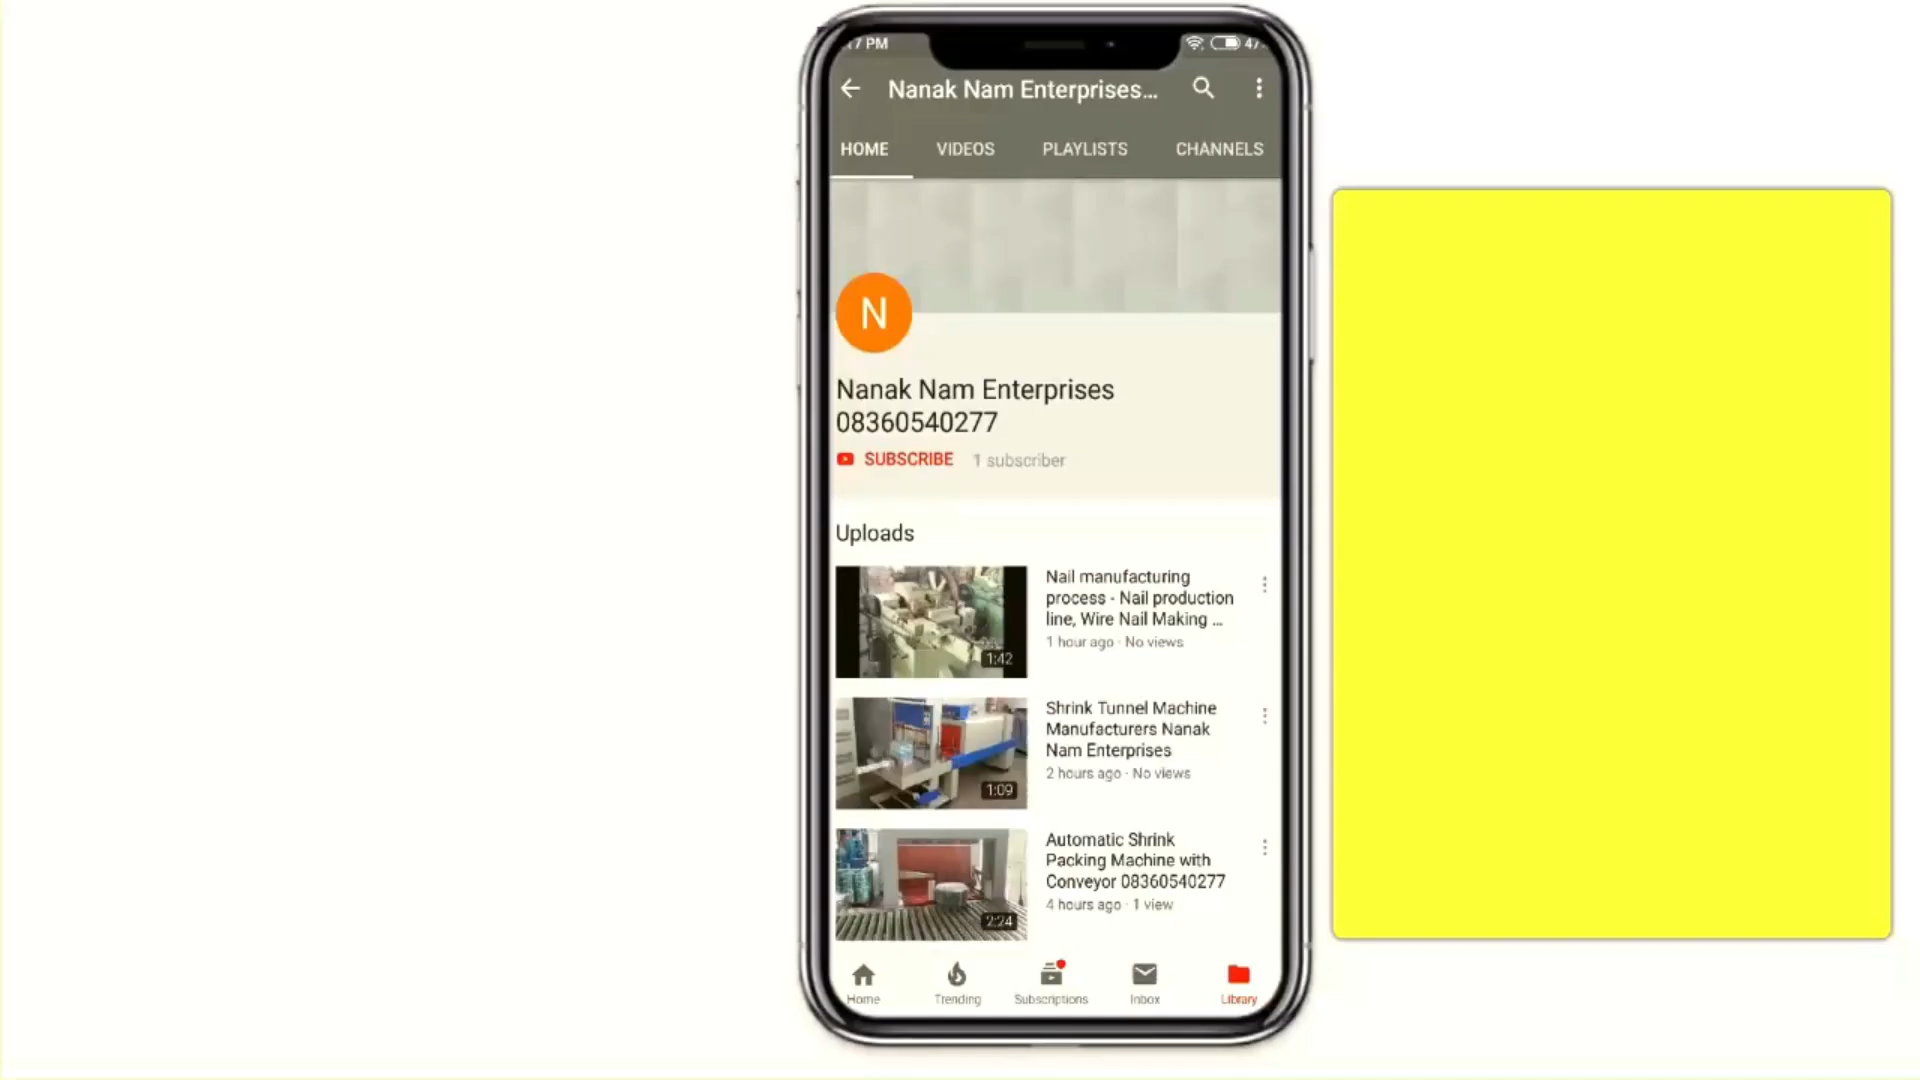 17 PM
47
Nanak Nam Enterprises...
HOME VIDEOS PLAYLISTS CHANNELS
N
Nanak Nam Enterprises
08360540277
SUBSCRIBE 1 subscriber
Uploads
Nail manufacturing
process - Nail production
line, Wire Nail Making ...
1 hour ago · No views
1:42
Shrink Tunnel Machine
Manufacturers Nanak
Nam Enterprises
2 hours ago · No views
1:09
Automatic Shrink
Packing Machine with
Conveyor 08360540277
4 hours ago · 1 view
2:24
Home Trending Subscriptions Inbox Library